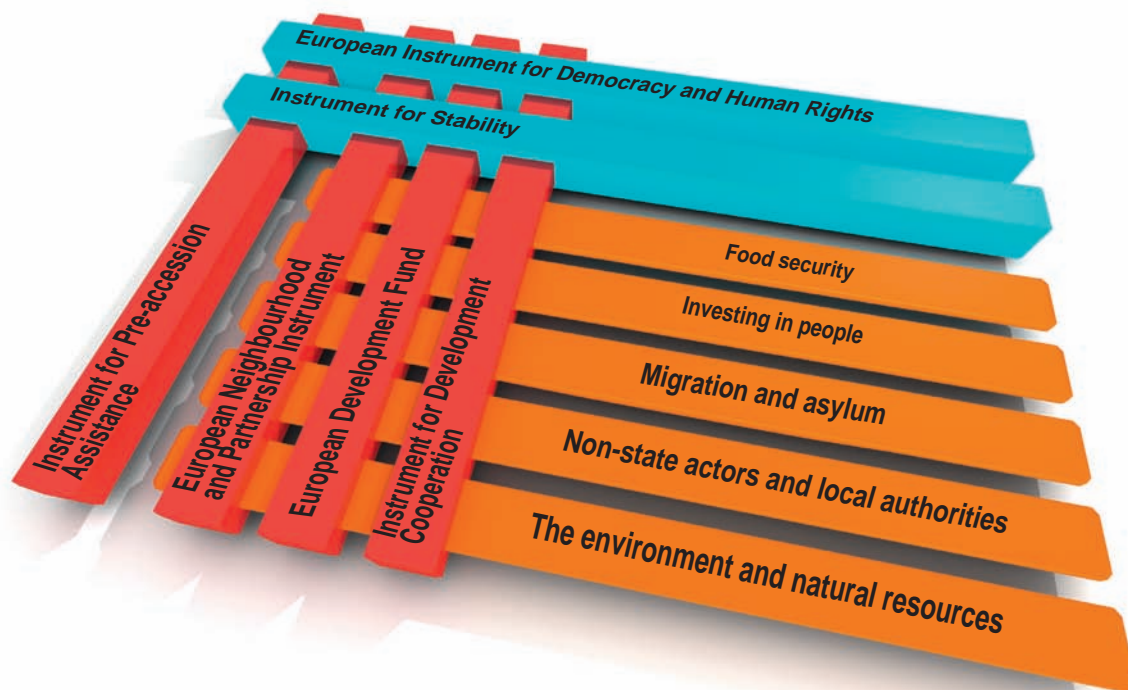 European Instrument for Democracy and Human Rights
Instrument for Stability
Instrument for Pre-accession
Assistance
European Neighbourhood
and Partnership Instrument
European Development Fund
Instrument for Development
Cooperation
Food security
Investing in people
Migration and asylum
Non-state actors and local authorities
The environment and natural resources